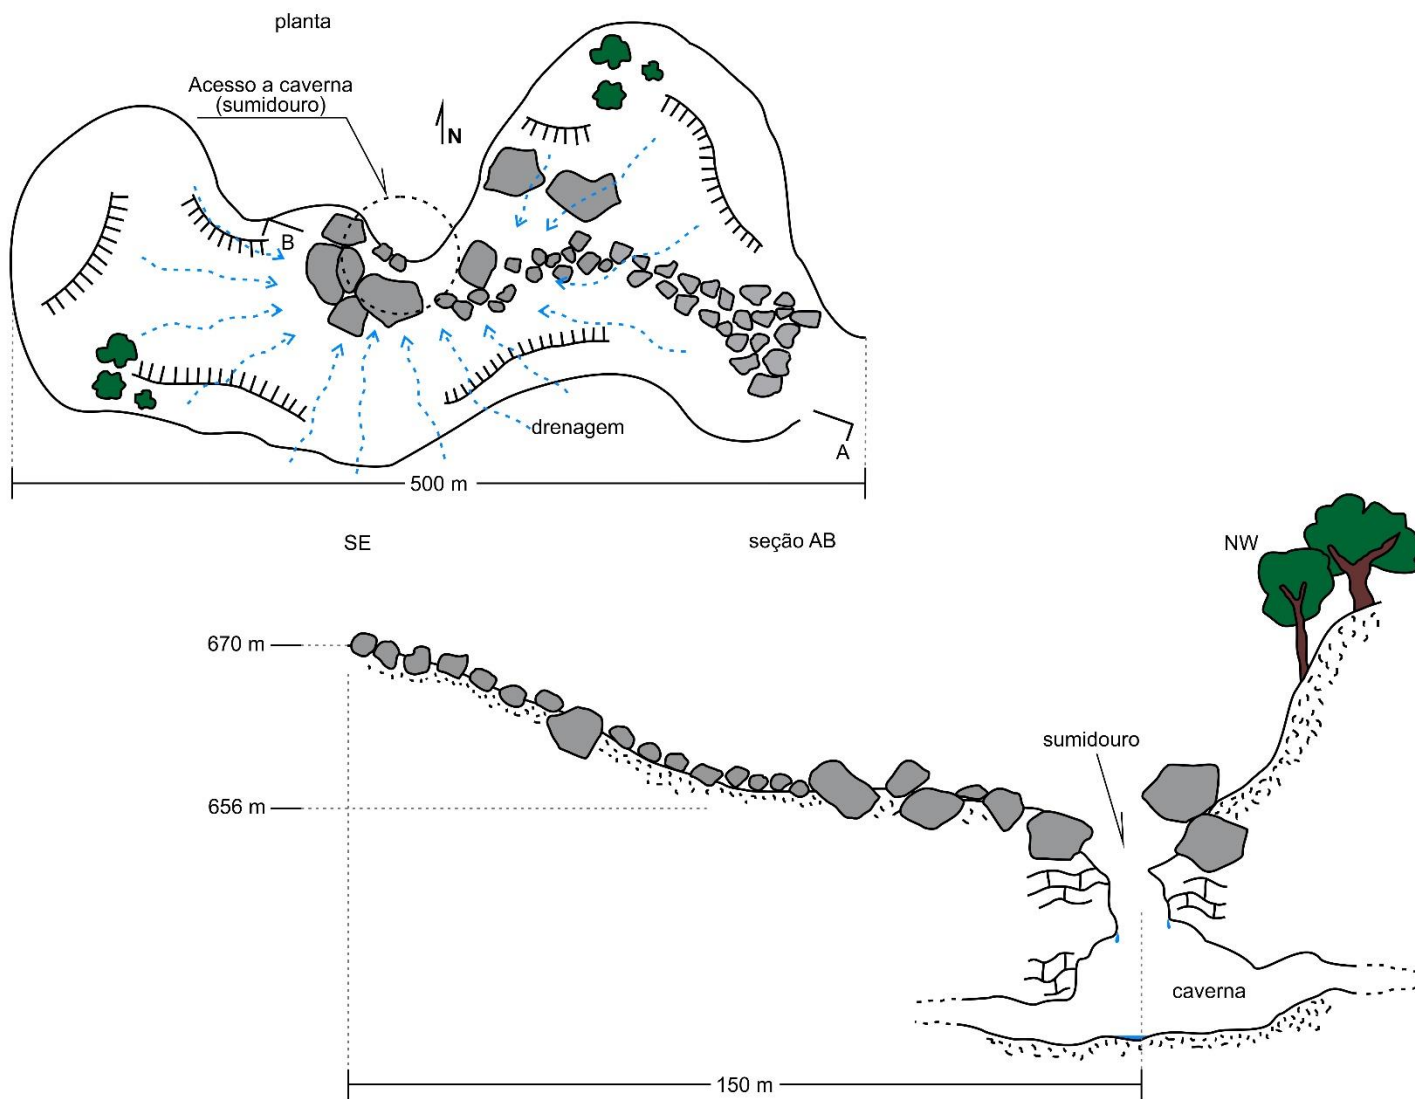 planta
Acesso a caverna
(sumidouro)
N
B
drenagem
A
500 m
SE
seção AB
NW
670 m
sumidouro
656 m
caverna
150 m